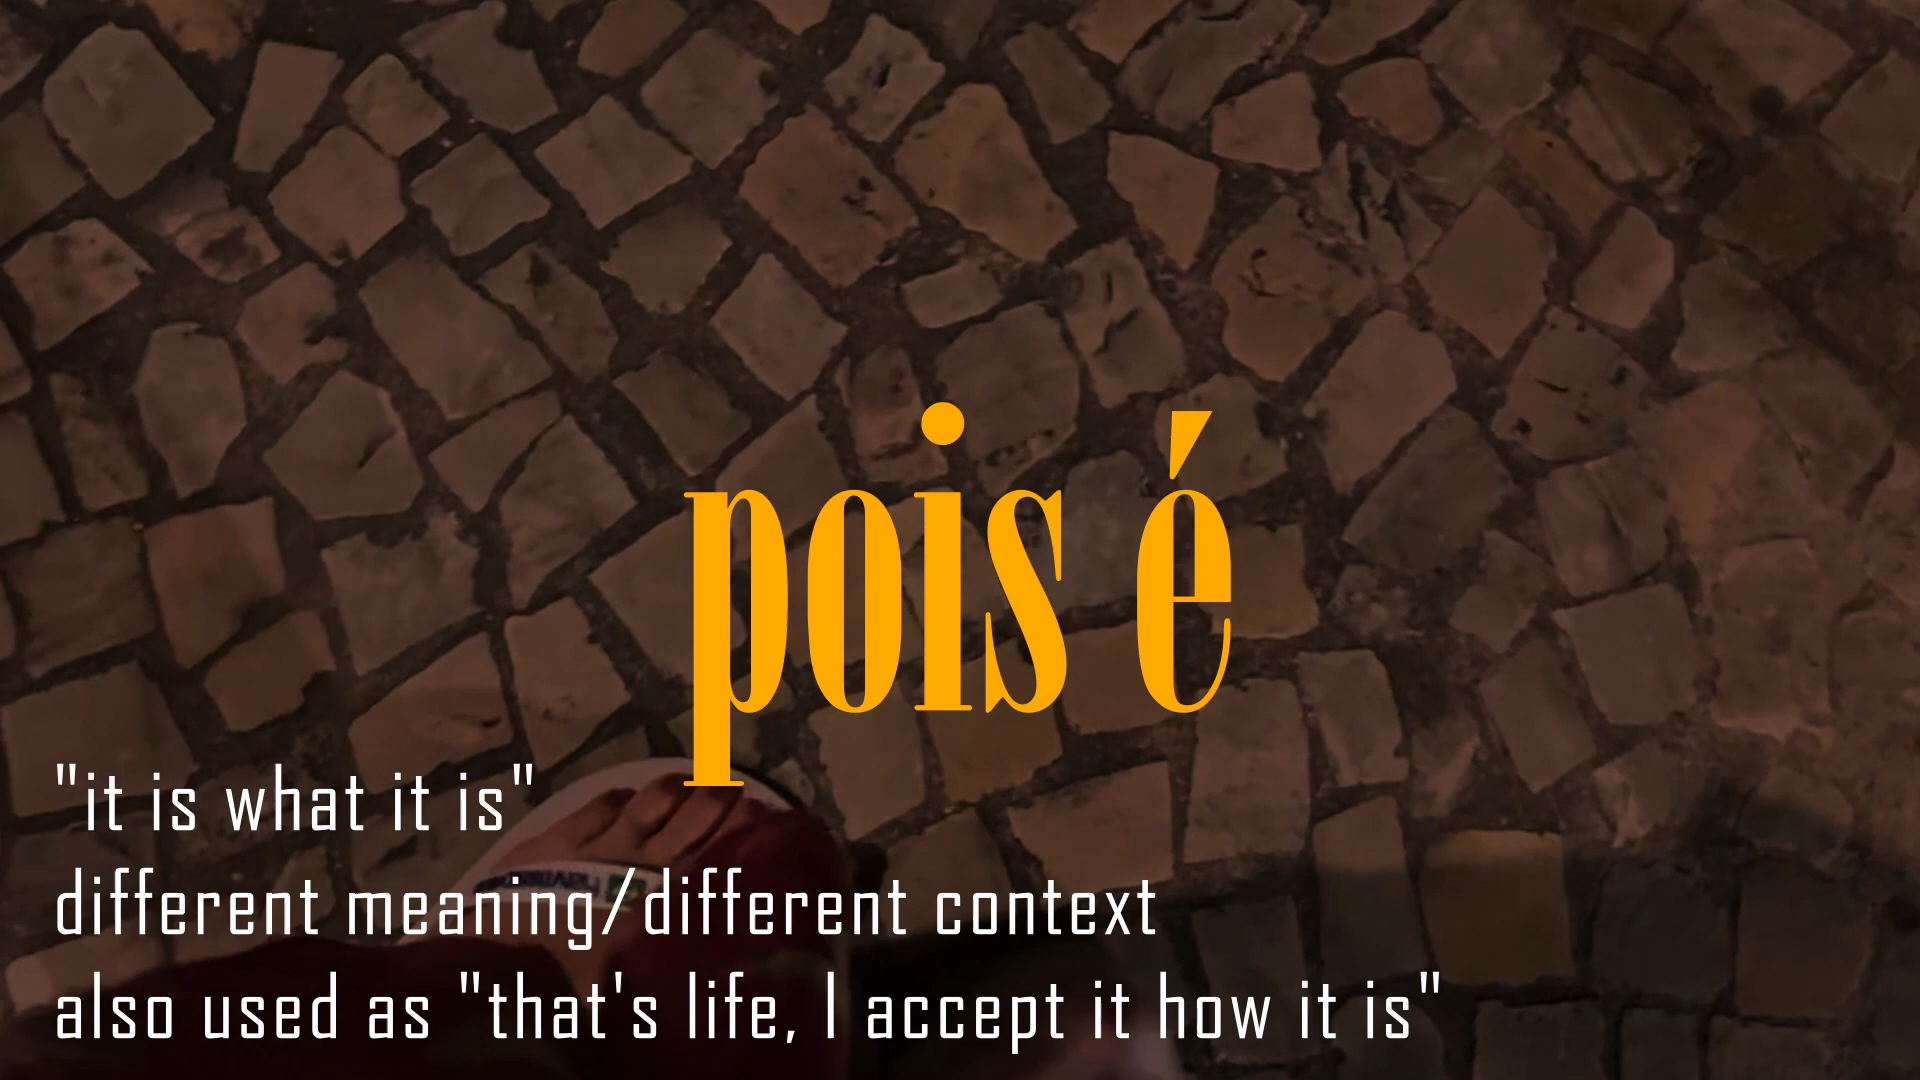 pois é
"it is what it is"
different meaning/different context
also used as "that's life, I accept it how it is"